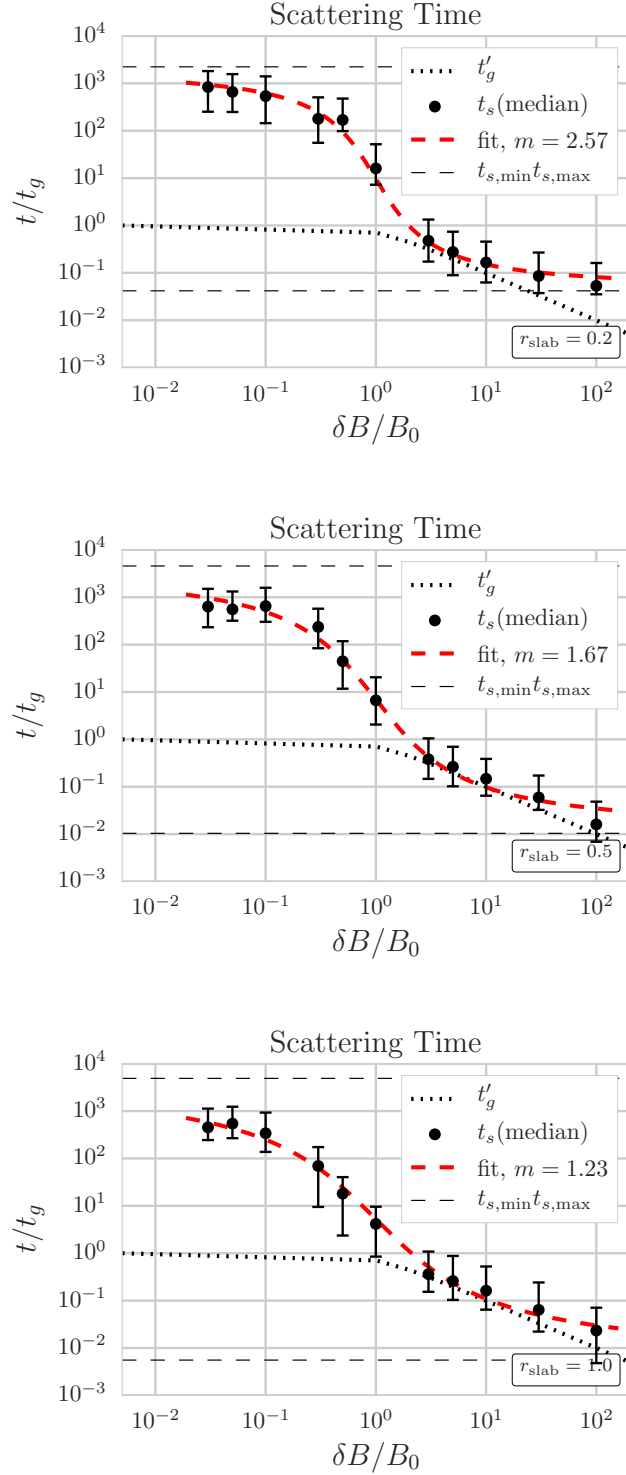 Scattering Time
t/t_g
10^4
10^3
10^2
10^1
10^0
10^−1
10^−2
10^−3
t′_g
t_s(median)
fit, m = 2.57
t_s,min t_s,max
r_slab = 0.2
10^−2 10^−1 10^0 10^1 10^2
δB/B_0
Scattering Time
t/t_g
10^4
10^3
10^2
10^1
10^0
10^−1
10^−2
10^−3
t′_g
t_s(median)
fit, m = 1.67
t_s,min t_s,max
r_slab = 0.5
10^−2 10^−1 10^0 10^1 10^2
δB/B_0
Scattering Time
t/t_g
10^4
10^3
10^2
10^1
10^0
10^−1
10^−2
10^−3
t′_g
t_s(median)
fit, m = 1.23
t_s,min t_s,max
r_slab = 1.0
10^−2 10^−1 10^0 10^1 10^2
δB/B_0